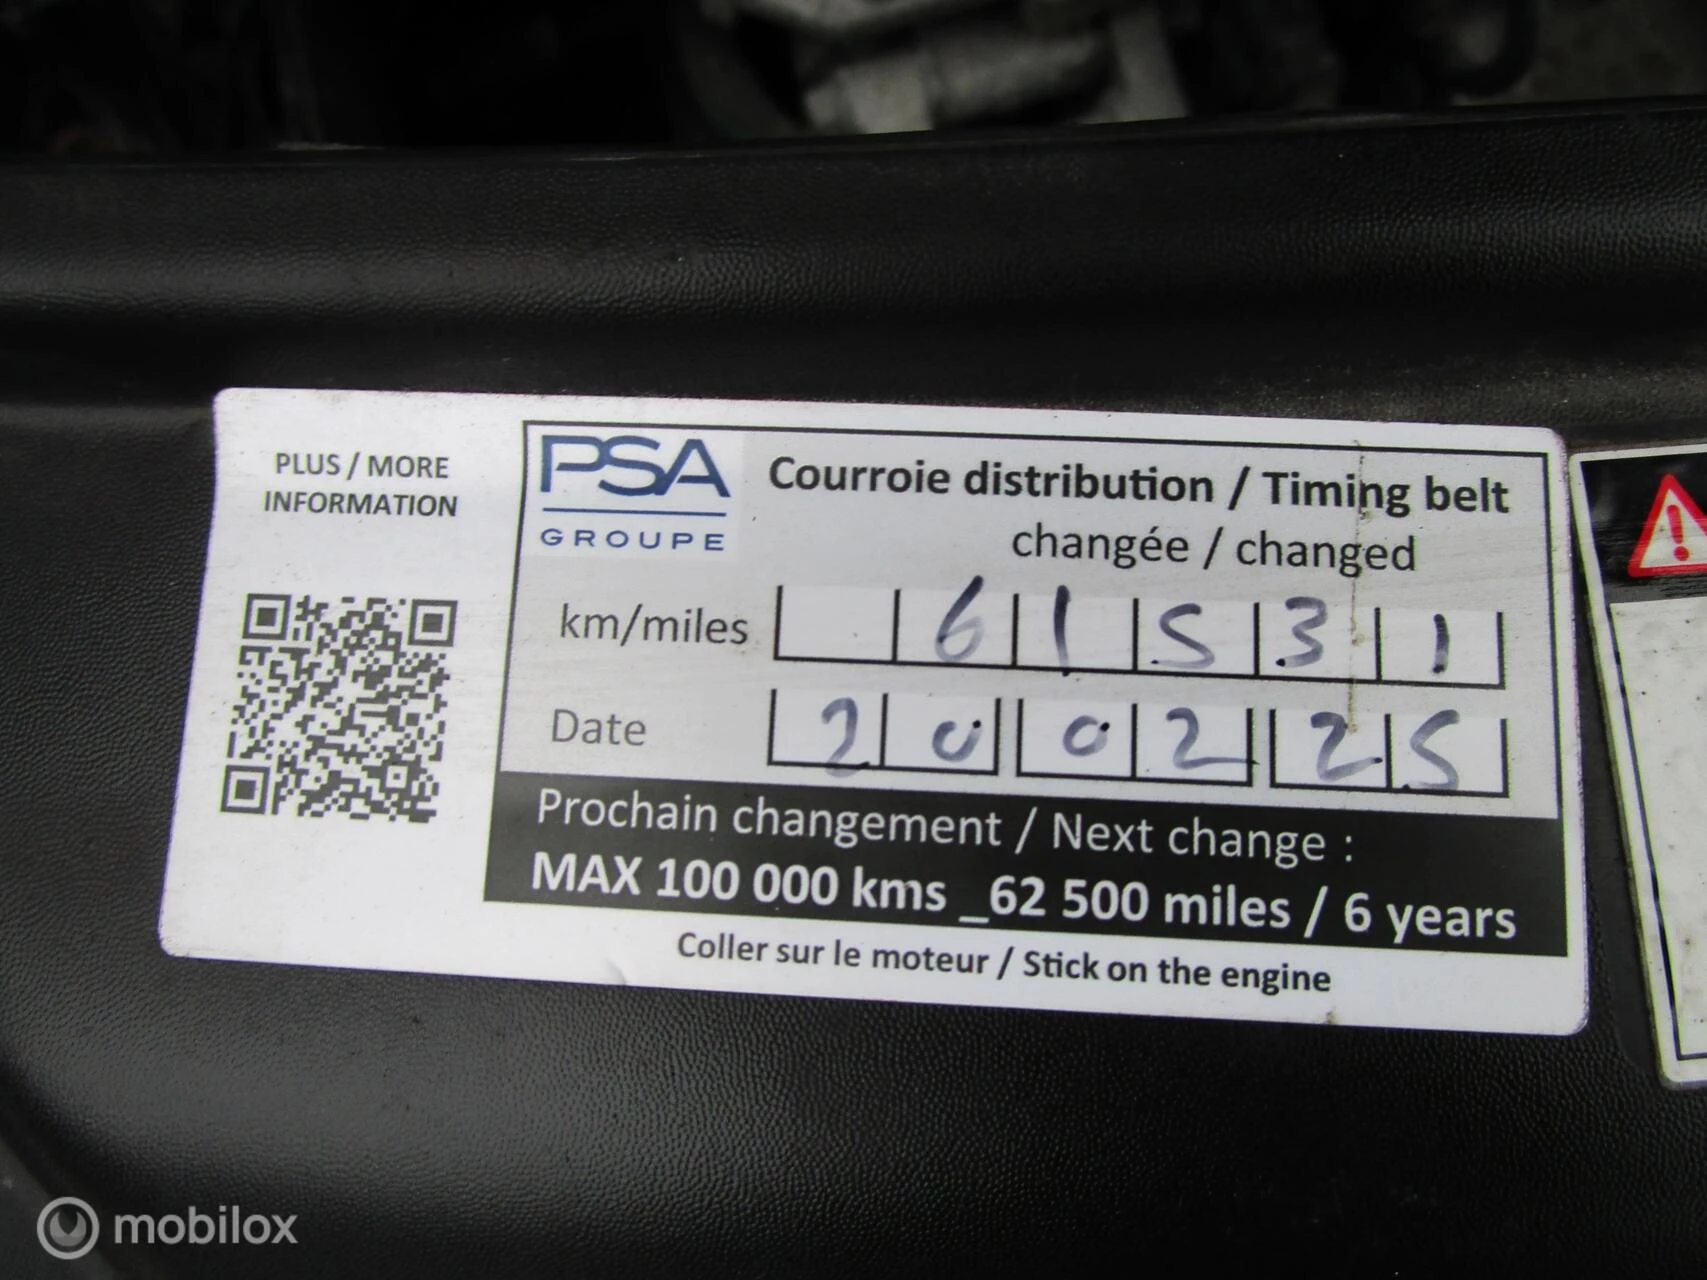 PLUS / MORE
INFORMATION
PSA
GROUPE
Courroie distribution / Timing belt
changée / changed
km/miles 61531
Date 20 02 25
Prochain changement / Next change :
MAX 100 000 kms _62 500 miles / 6 years
Coller sur le moteur / Stick on the engine
mobilox